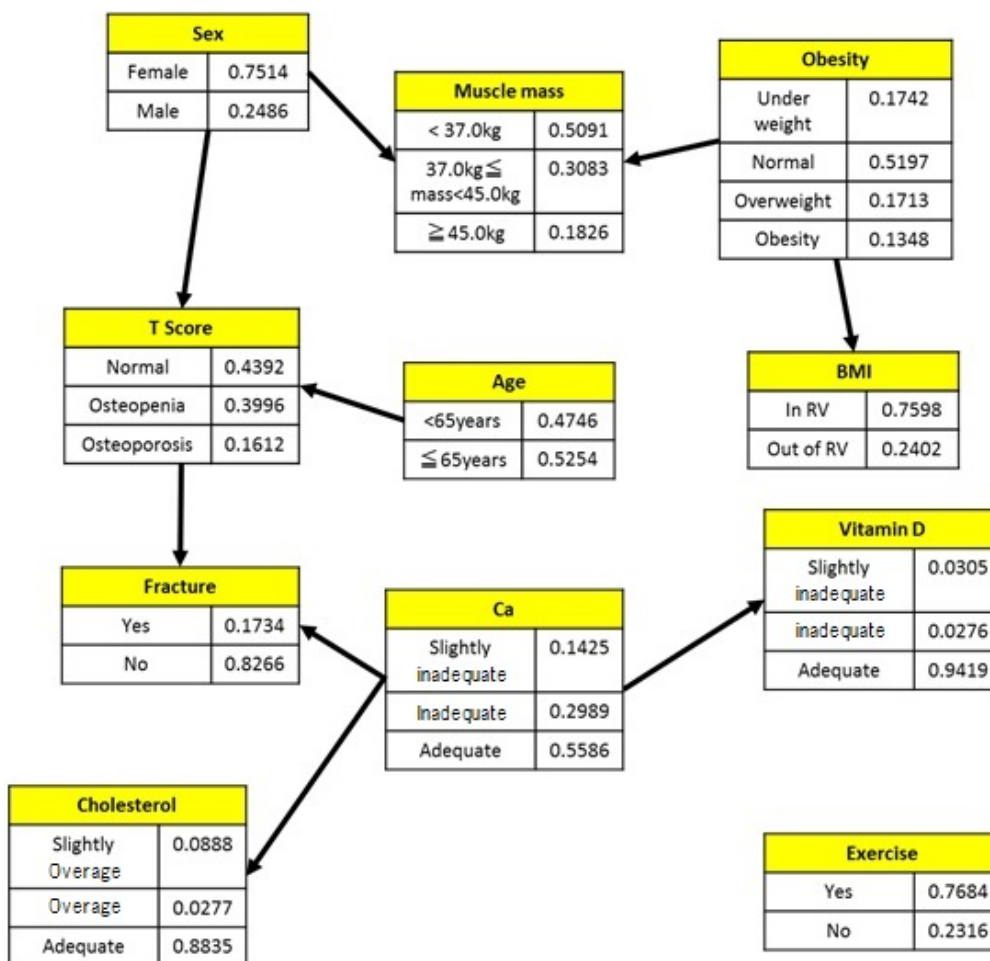 Sex
Female 0.7514
Male 0.2486
Muscle mass
< 37.0kg 0.5091
37.0kg≦ 0.3083
mass<45.0kg
≧ 45.0kg 0.1826
Obesity
Under 0.1742
weight
Normal 0.5197
Overweight 0.1713
Obesity 0.1348
T Score
Normal 0.4392
Osteopenia 0.3996
Osteoporosis 0.1612
Age
<65years 0.4746
≦ 65years 0.5254
BMI
In RV 0.7598
Out of RV 0.2402
Fracture
Yes 0.1734
No 0.8266
Ca
Slightly 0.1425
inadequate
Inadequate 0.2989
Adequate 0.5586
Vitamin D
Slightly 0.0305
inadequate
inadequate 0.0276
Adequate 0.9419
Cholesterol
Slightly 0.0888
Overage
Overage 0.0277
Adequate 0.8835
Exercise
Yes 0.7684
No 0.2316